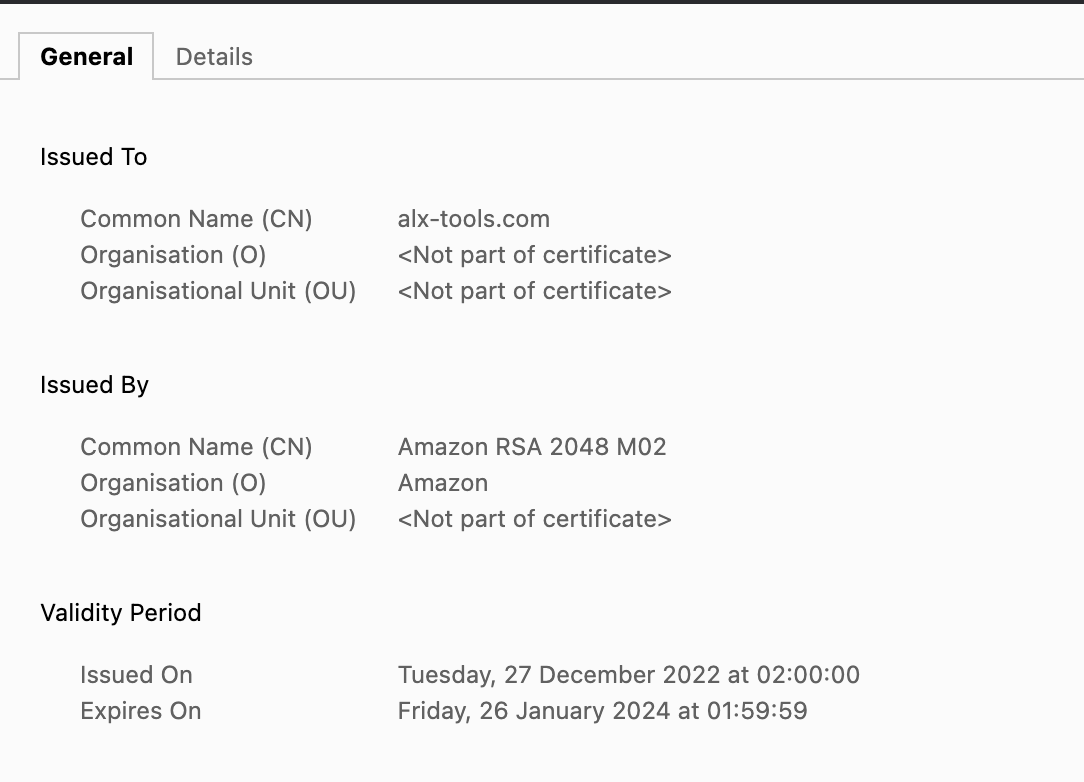 General Details
Issued To
Common Name (CN) alx-tools.com
Organisation (O) <Not part of certificate>
Organisational Unit (OU) <Not part of certificate>
Issued By
Common Name (CN) Amazon RSA 2048 M02
Organisation (O) Amazon
Organisational Unit (OU) <Not part of certificate>
Validity Period
Issued On Tuesday, 27 December 2022 at 02:00:00
Expires On Friday, 26 January 2024 at 01:59:59